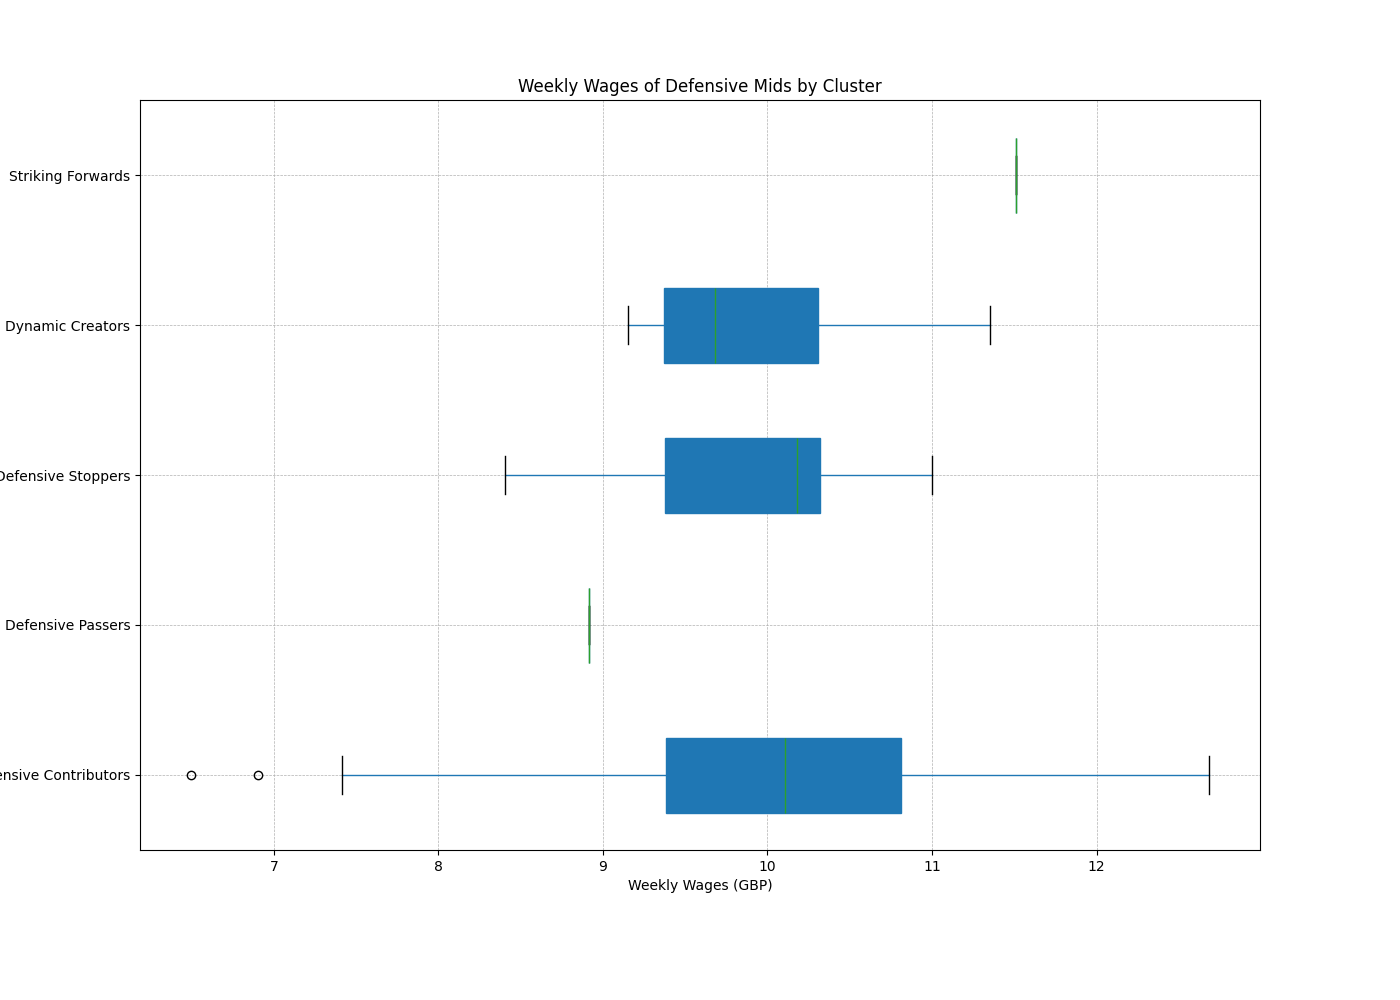 Weekly Wages of Defensive Mids by Cluster
Striking Forwards
Dynamic Creators
Defensive Stoppers
Defensive Passers
ensive Contributors
7 8 9 10 11 12
Weekly Wages (GBP)